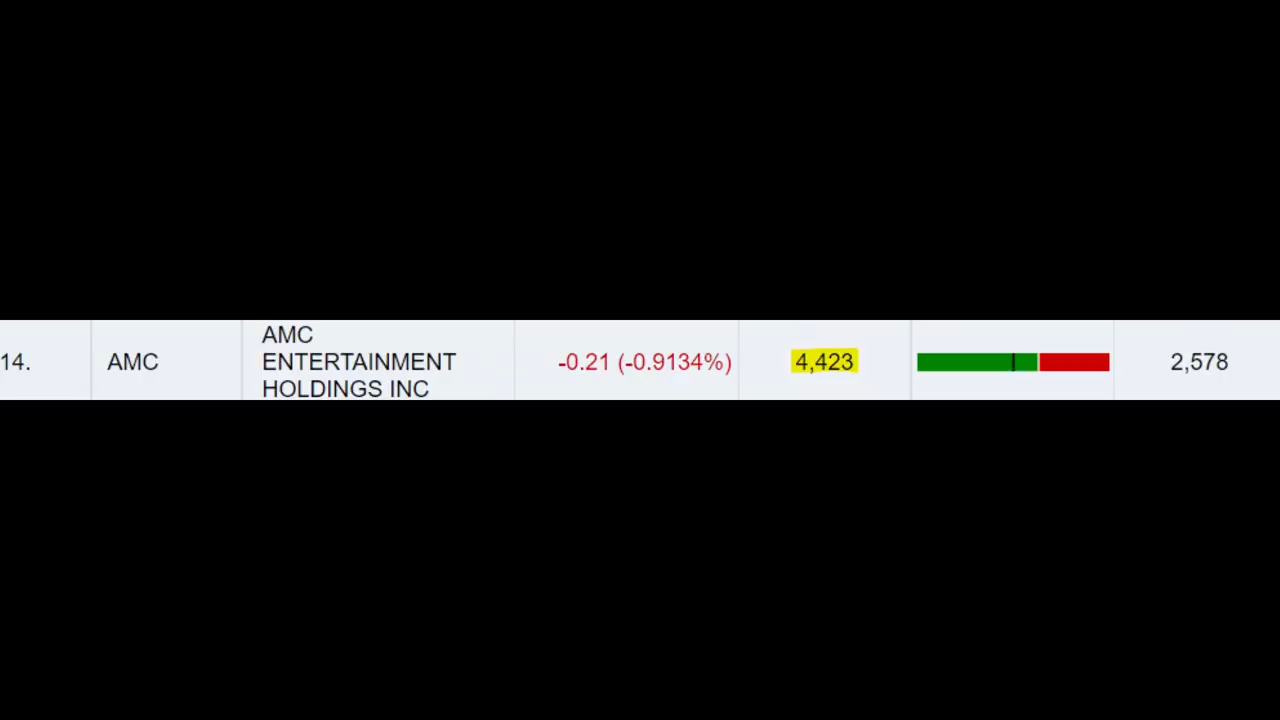 14. AMC AMC ENTERTAINMENT HOLDINGS INC -0.21 (-0.9134%) 4,423 2,578